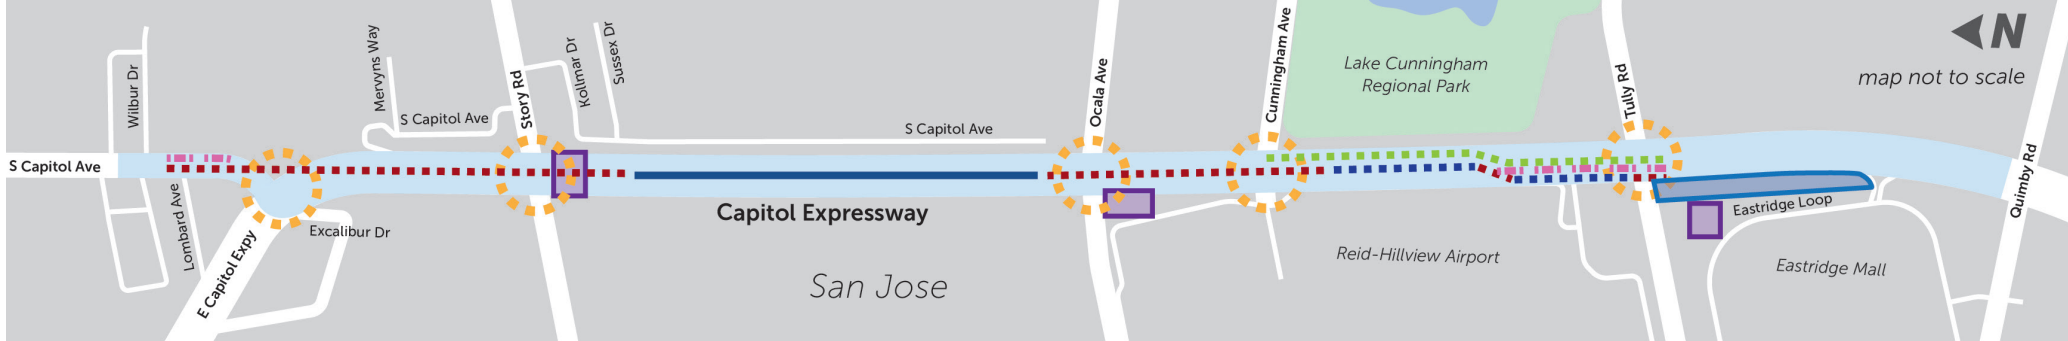 Wilbur Dr
Mervyns Way
S Capitol Ave
Story Rd
Kollmar Dr
Sussex Dr
S Capitol Ave
Ocala Ave
Cunningham Ave
Lake Cunningham
Regional Park
Tully Rd
N
map not to scale
S Capitol Ave
Lombard Ave
E Capitol Expy
Excalibur Dr
Capitol Expressway
San Jose
Reid-Hillview Airport
Eastridge Loop
Eastridge Mall
Quimby Rd